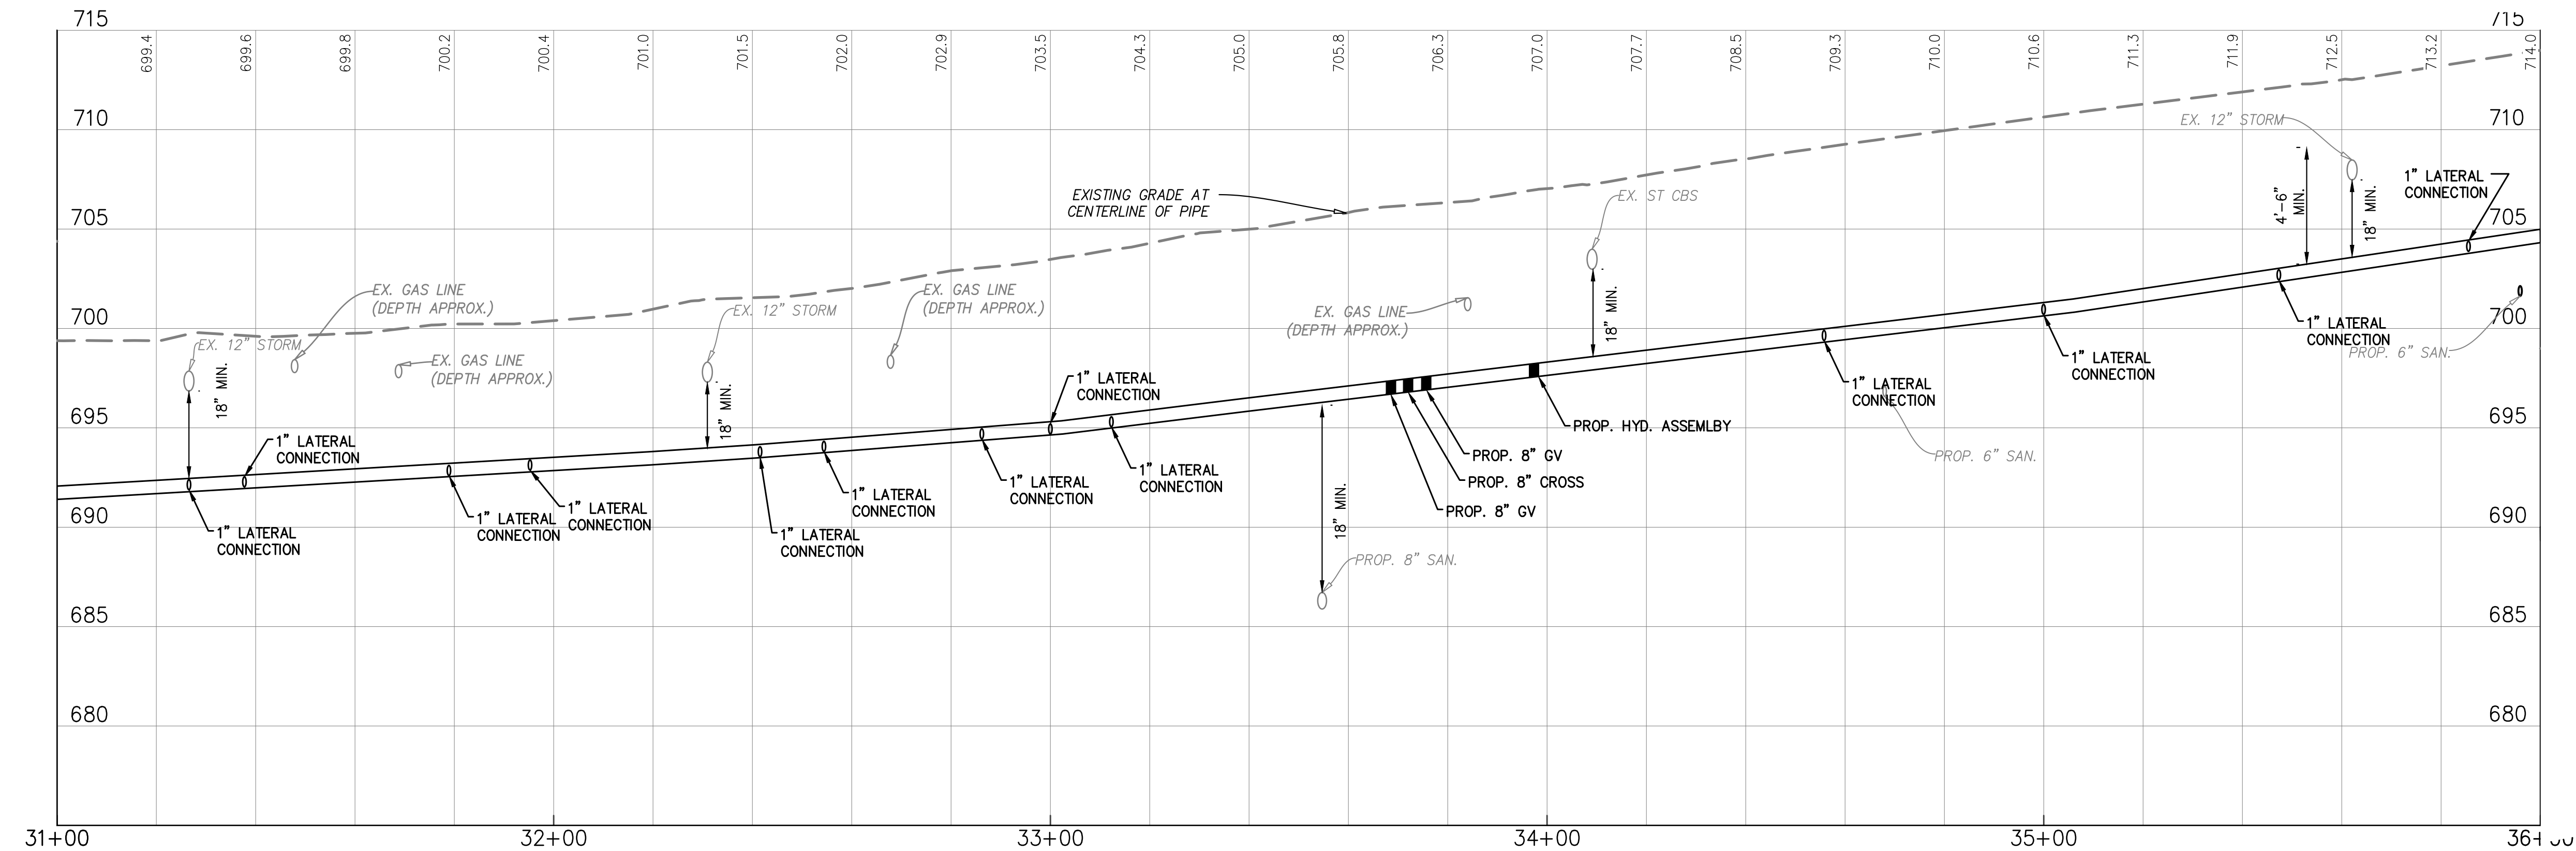 715
715
699.4
699.6
699.8
700.2
700.4
701.0
701.5
702.0
702.9
703.5
704.3
705.0
705.8
706.3
707.0
707.7
708.5
709.3
710.0
710.6
711.3
711.9
712.5
713.2
714.0
710
710
EX. 12" STORM
1" LATERAL
CONNECTION
4'-6"
MIN.
18" MIN.
EXISTING GRADE AT
CENTERLINE OF PIPE
EX. ST CBS
705
705
EX. GAS LINE
(DEPTH APPROX.)
EX. GAS LINE
(DEPTH APPROX.)
EX. 12" STORM
EX. GAS LINE
(DEPTH APPROX.)
18" MIN.
700
700
1" LATERAL
CONNECTION
EX. 12" STORM
EX. GAS LINE
(DEPTH APPROX.)
PROP. 6" SAN.
1" LATERAL
CONNECTION
18" MIN.
18" MIN.
1" LATERAL
CONNECTION
1" LATERAL
CONNECTION
695
695
PROP. HYD. ASSEMLBY
1" LATERAL
CONNECTION
PROP. 8" GV
PROP. 6" SAN.
1" LATERAL
CONNECTION
1" LATERAL
CONNECTION
PROP. 8" CROSS
1" LATERAL
CONNECTION
PROP. 8" GV
18" MIN.
690
690
1" LATERAL
CONNECTION
1" LATERAL
CONNECTION
1" LATERAL
CONNECTION
1" LATERAL
CONNECTION
PROP. 8" SAN.
685
685
680
680
31+00
32+00
33+00
34+00
35+00
36+00